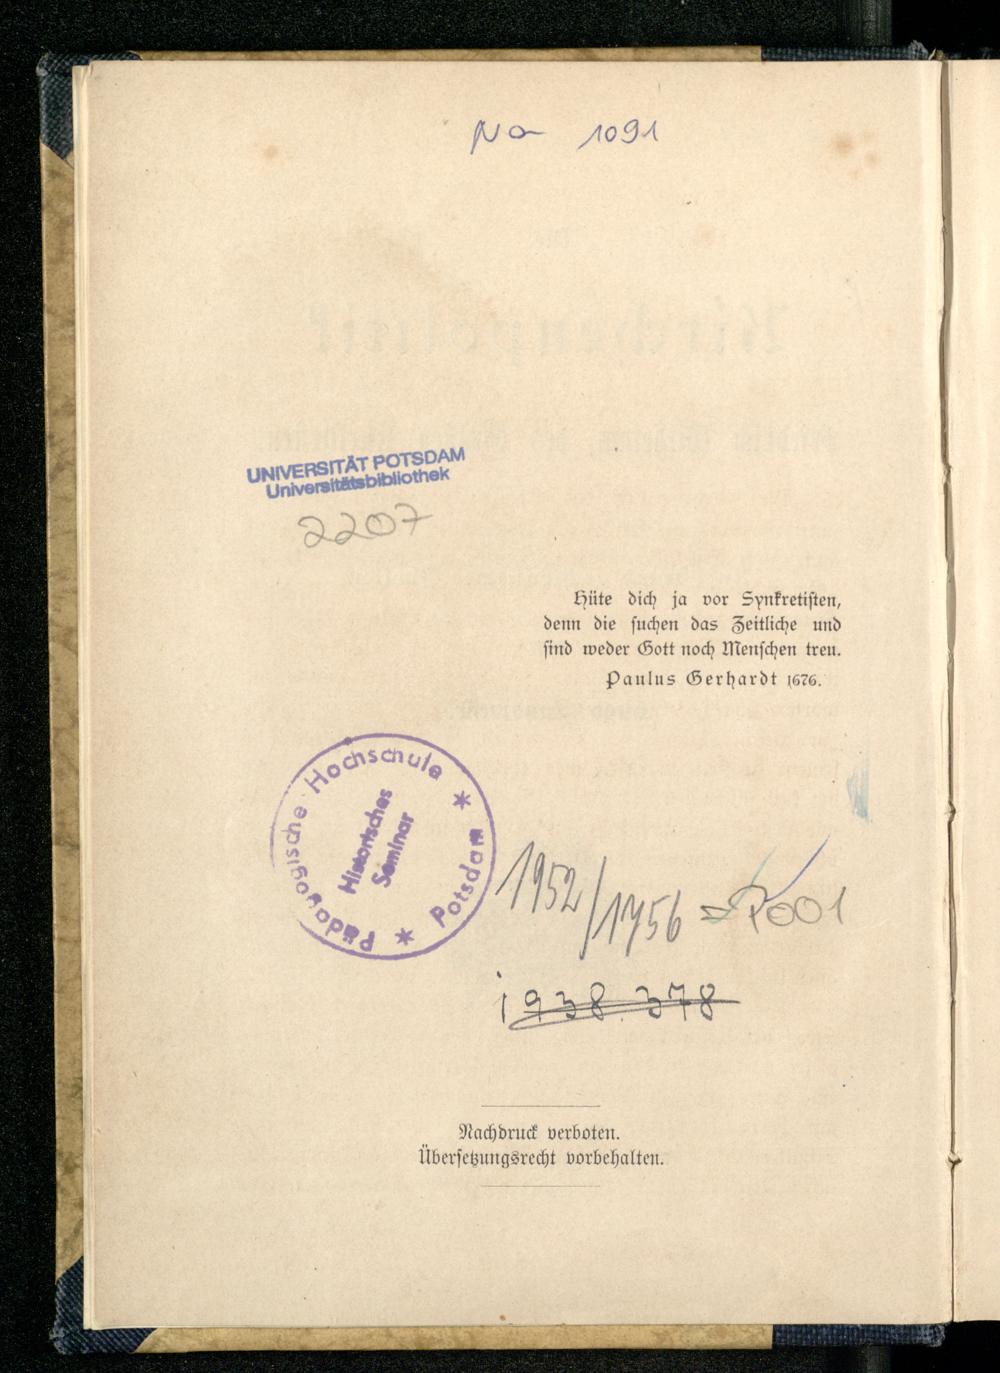 Na 1091
UNIVERSITÄT POTSDAM
Universitätsbibliothek
2207
Hüte dich ja vor Synkretisten,
denn die suchen das Zeitliche und
sind weder Gott noch Menschen treu.
Paulus Gerhardt 1676.
Pädagogische Hochschule * Potsdam *
Historisches
Seminar
1952/1756 = P001
1938.378
Nachdruck verboten.
Übersetzungsrecht vorbehalten.